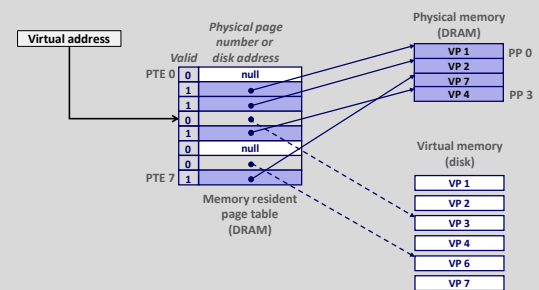 Virtual address
Physical page
number or
disk address
Valid
PTE 0
0
null
1
1
0
1
0
null
0
PTE 7
1
Memory resident
page table
(DRAM)
Physical memory
(DRAM)
VP 1
PP 0
VP 2
VP 7
VP 4
PP 3
Virtual memory
(disk)
VP 1
VP 2
VP 3
VP 4
VP 6
VP 7